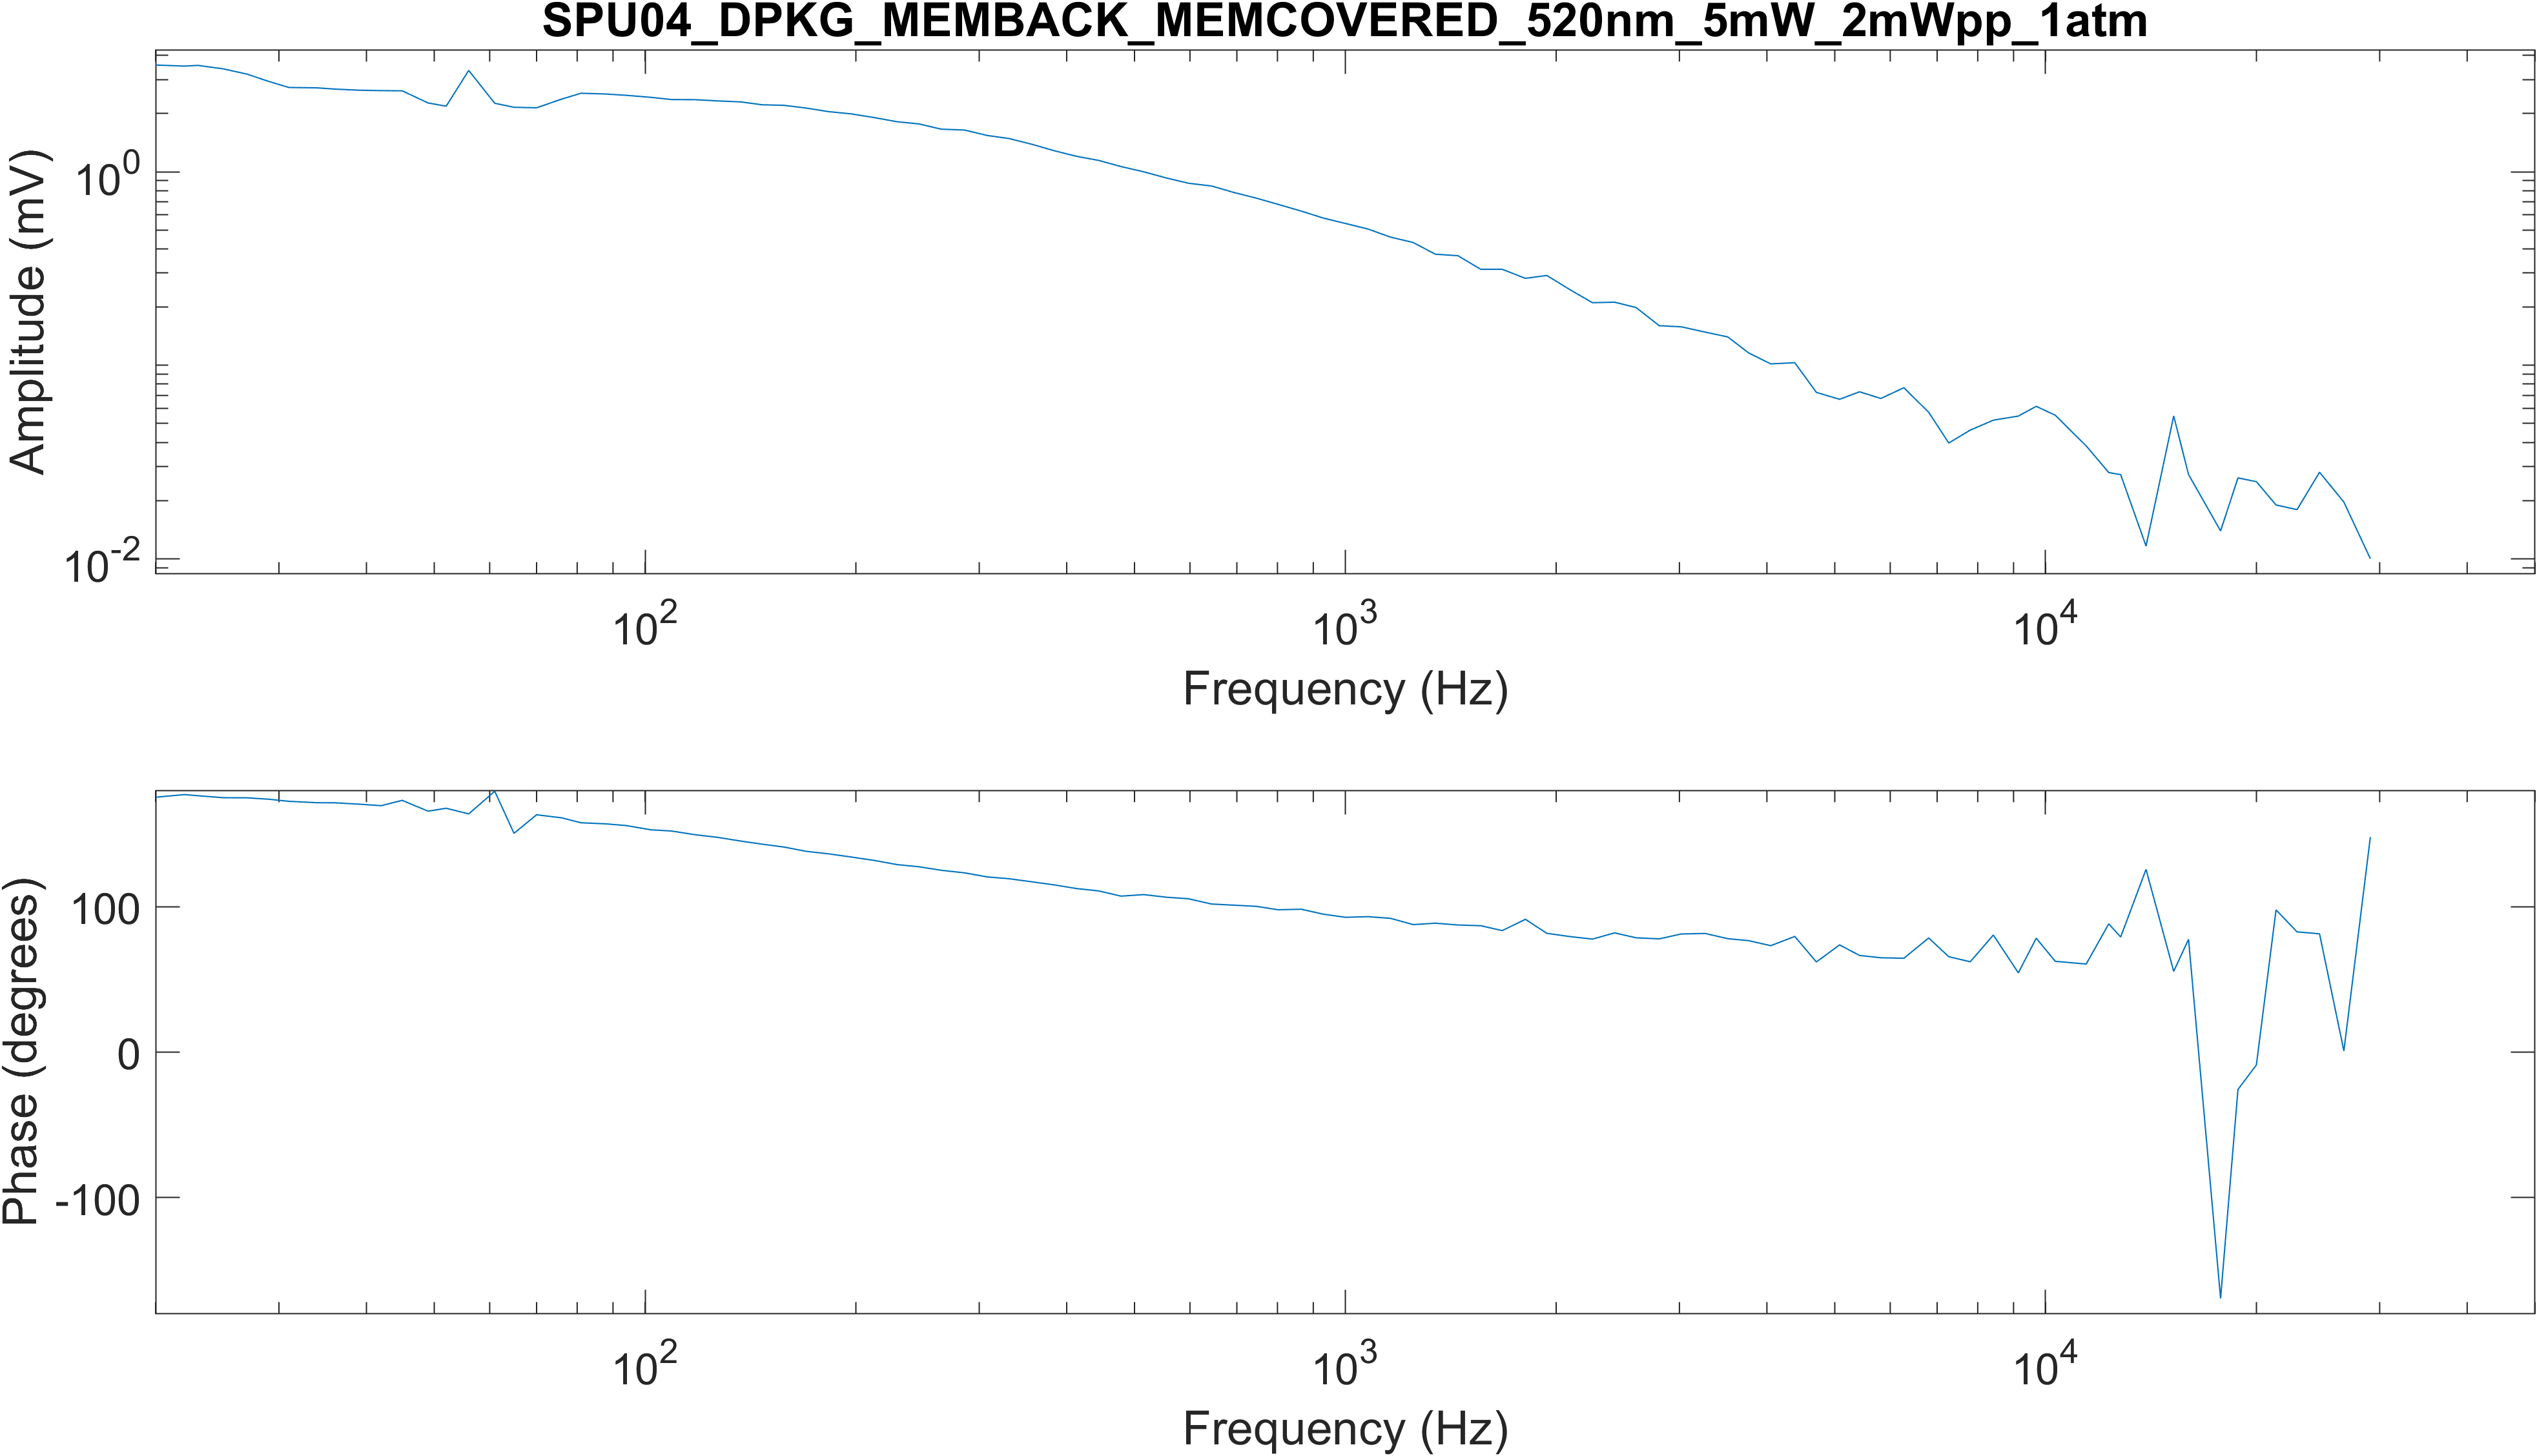 SPU04_DPKG_MEMBACK_MEMCOVERED_520nm_5mW_2mWpp_1atm
Amplitude (mV)
10^0
10^-2
10^2
10^3
10^4
Frequency (Hz)
Phase (degrees)
100
0
-100
10^2
10^3
10^4
Frequency (Hz)